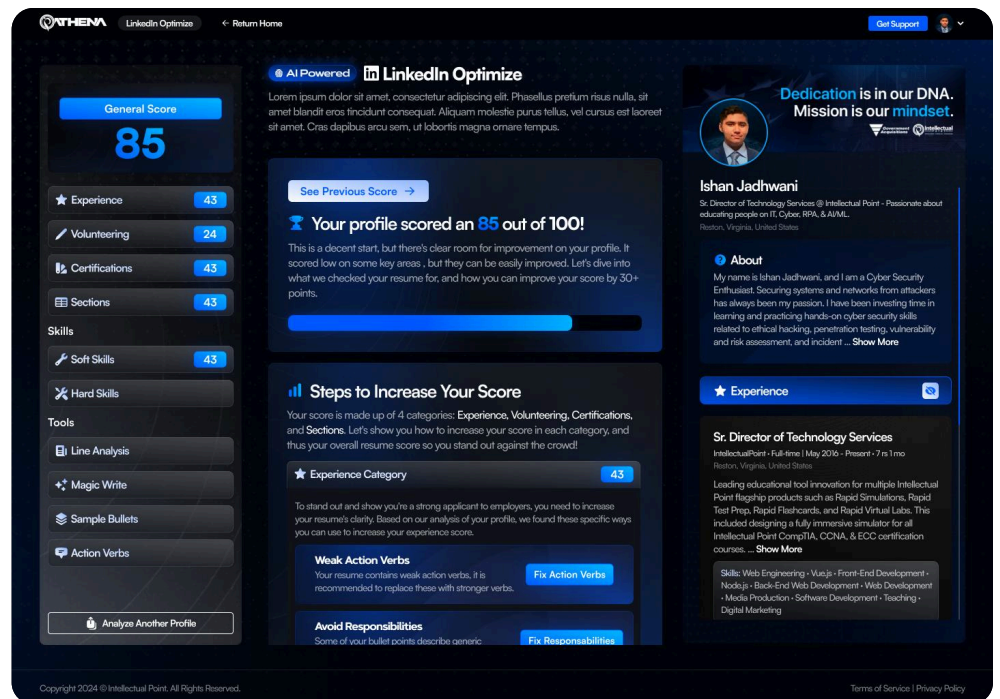 ATHENA
LinkedIn Optimize
← Return Home
Get Support
General Score
85
Experience 43
Volunteering 24
Certifications 43
Sections 43
Skills
Soft Skills 43
Hard Skills
Tools
Line Analysis
Magic Write
Sample Bullets
Action Verbs
Analyze Another Profile
AI Powered
in LinkedIn Optimize
Lorem ipsum dolor sit amet, consectetur adipiscing elit. Phasellus pretium risus nulla, sit
amet blandit eros tincidunt consequat. Aliquam molestie purus tellus, vel cursus est laoreet
sit amet. Cras dapibus arcu sem, ut lobortis magna ornare tempus.
See Previous Score →
Your profile scored an 85 out of 100!
This is a decent start, but there's clear room for improvement on your profile. It
scored low on some key areas , but they can be easily improved. Let's dive into
what we checked your resume for, and how you can improve your score by 30+
points.
Steps to Increase Your Score
Your score is made up of 4 categories: Experience, Volunteering, Certifications,
and Sections. Let's show you how to increase your score in each category, and
thus your overall resume score so you stand out against the crowd!
Experience Category 43
To stand out and show you're a strong applicant to employers, you need to increase
your resume's clarity. Based on our analysis of your profile, we found these specific ways
you can use to increase your experience score.
Weak Action Verbs
Your resume contains weak action verbs, it is
recommended to replace these with stronger verbs.
Fix Action Verbs
Avoid Responsibilities
Some of your bullet points describe generic
Fix Responsabilities
Dedication is in our DNA.
Mission is our mindset.
Government
Acquisitions
Intellectual
Ishan Jadhwani
Sr. Director of Technology Services @ Intellectual Point - Passionate about
educating people on IT, Cyber, RPA, & AI/ML.
Reston, Virginia, United States
About
My name is Ishan Jadhwani, and I am a Cyber Security
Enthusiast. Securing systems and networks from attackers
has always been my passion. I have been investing time in
learning and practicing hands-on cyber security skills
related to ethical hacking, penetration testing, vulnerability
and risk assessment, and incident ... Show More
Experience
Sr. Director of Technology Services
IntellectualPoint • Full-time | May 2016 - Present • 7 rs 1 mo
Reston, Virginia, United States
Leading educational tool innovation for multiple Intellectual
Point flagship products such as Rapid Simulations, Rapid
Test Prep, Rapid Flashcards, and Rapid Virtual Labs. This
included designing a fully immersive simulator for all
Intellectual Point CompTIA, CCNA, & ECC certification
courses. ... Show More
Skills: Web Engineering • Vue.js • Front-End Development •
Node.js • Back-End Web Development • Web Development
• Media Production • Software Development • Teaching •
Digital Marketing
Copyright 2024 © Intellectual Point. All Rights Reserved.
Terms of Service | Privacy Policy